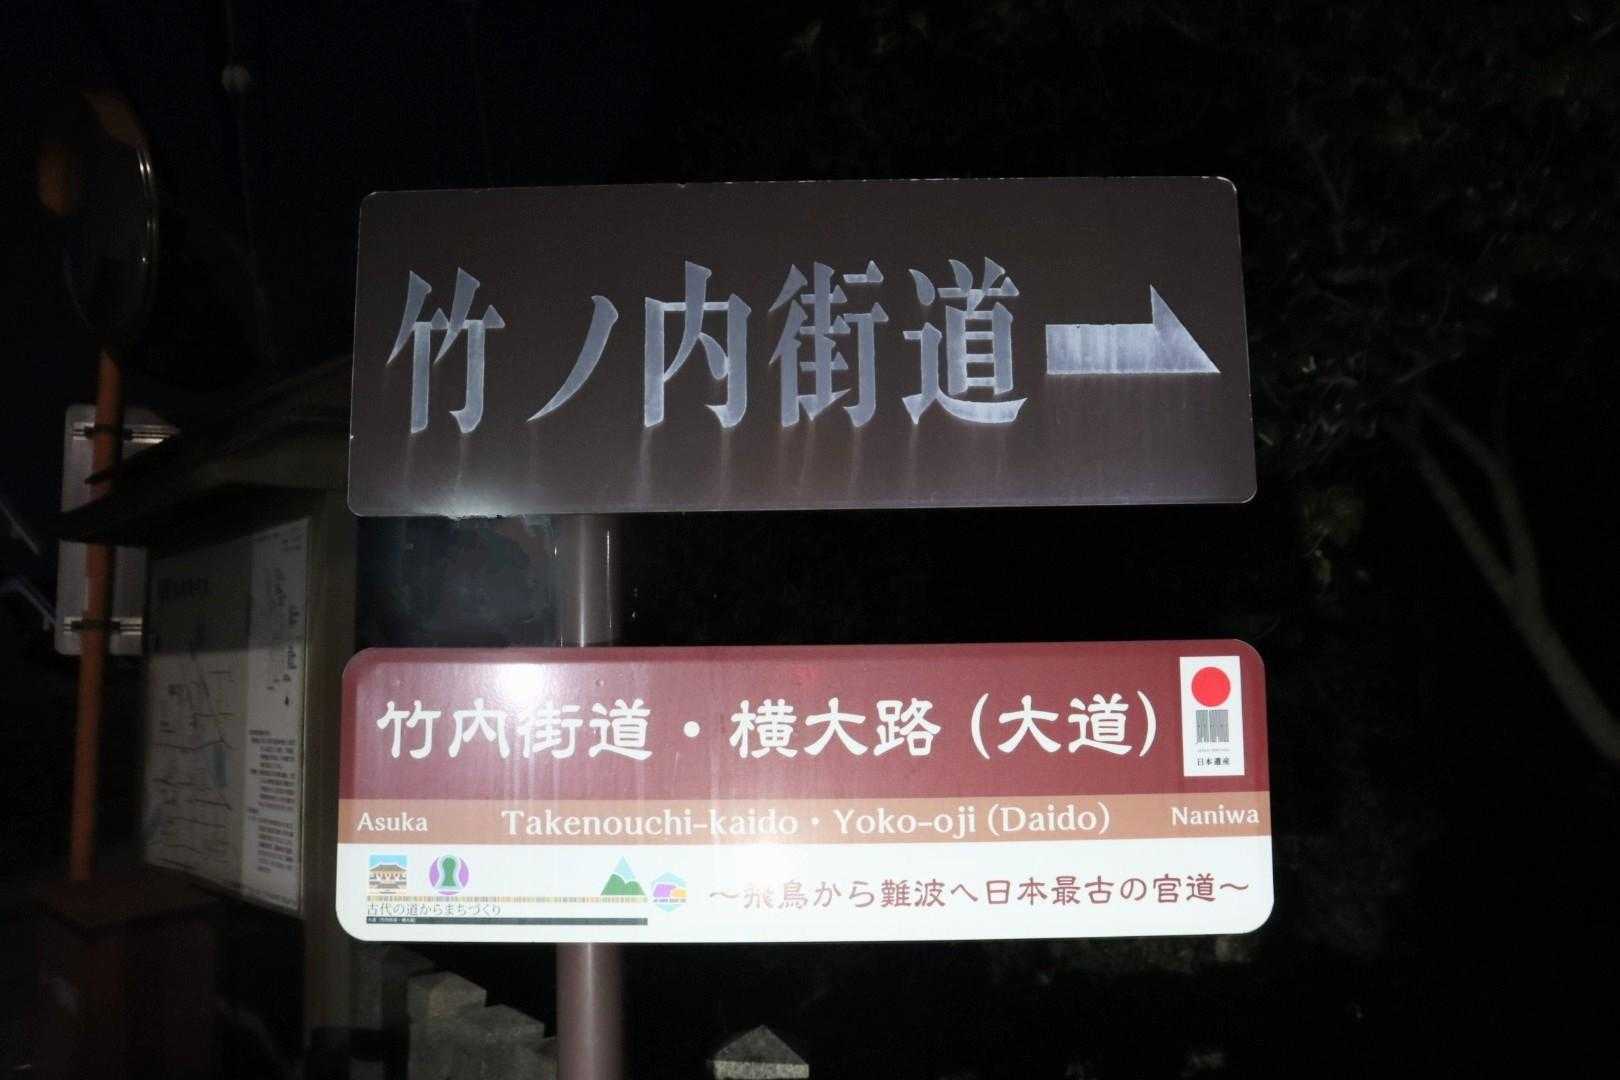 竹ノ内街道
竹内街道・横大路（大道）
日本遺産
Asuka Takenouchi-kaido・Yoko-oji (Daido) Naniwa
古代の道からまちづくり
～飛鳥から難波へ日本最古の官道～